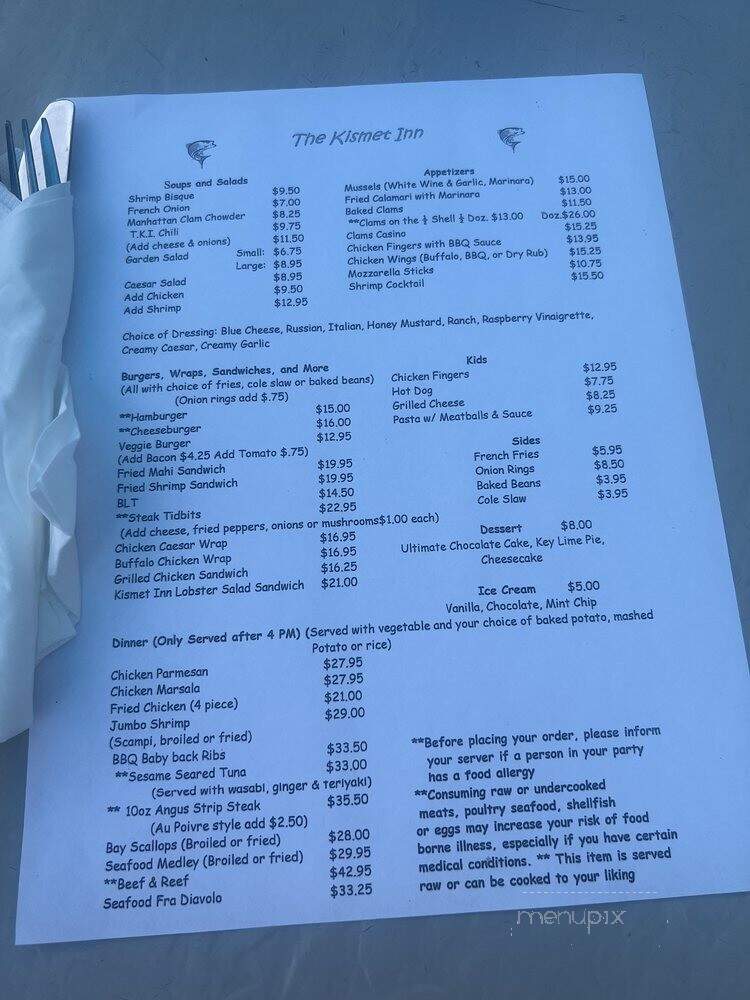 The Kismet Inn
Soups and Salads
Shrimp Bisque $9.50
French Onion $7.00
Manhattan Clam Chowder $8.25
T.K.I. Chili $9.75
(Add cheese & onions) $11.50
Garden Salad Small: $6.75
Large: $8.95
Caesar Salad $8.95
Add Chicken $9.50
Add Shrimp $12.95
Appetizers
Mussels (White Wine & Garlic, Marinara) $15.00
Fried Calamari with Marinara $13.00
Baked Clams $11.50
**Clams on the ½ Shell ½ Doz. $13.00 Doz.$26.00
Clams Casino $15.25
Chicken Fingers with BBQ Sauce $13.95
Chicken Wings (Buffalo, BBQ, or Dry Rub) $15.25
Mozzarella Sticks $10.75
Shrimp Cocktail $15.50
Choice of Dressing: Blue Cheese, Russian, Italian, Honey Mustard, Ranch, Raspberry Vinaigrette,
Creamy Caesar, Creamy Garlic
Burgers, Wraps, Sandwiches, and More
(All with choice of fries, cole slaw or baked beans)
(Onion rings add $.75)
**Hamburger $15.00
**Cheeseburger $16.00
Veggie Burger $12.95
(Add Bacon $4.25 Add Tomato $.75)
Fried Mahi Sandwich $19.95
Fried Shrimp Sandwich $19.95
BLT $14.50
**Steak Tidbits $22.95
(Add cheese, fried peppers, onions or mushrooms$1.00 each)
Chicken Caesar Wrap $16.95
Buffalo Chicken Wrap $16.95
Grilled Chicken Sandwich $16.25
Kismet Inn Lobster Salad Sandwich $21.00
Kids
Chicken Fingers $12.95
Hot Dog $7.75
Grilled Cheese $8.25
Pasta w/ Meatballs & Sauce $9.25
Sides
French Fries $5.95
Onion Rings $8.50
Baked Beans $3.95
Cole Slaw $3.95
Dessert $8.00
Ultimate Chocolate Cake, Key Lime Pie,
Cheesecake
Ice Cream $5.00
Vanilla, Chocolate, Mint Chip
Dinner (Only Served after 4 PM) (Served with vegetable and your choice of baked potato, mashed
Potato or rice)
Chicken Parmesan $27.95
Chicken Marsala $27.95
Fried Chicken (4 piece) $21.00
Jumbo Shrimp $29.00
(Scampi, broiled or fried)
BBQ Baby back Ribs $33.50
**Sesame Seared Tuna $33.00
(Served with wasabi, ginger & teriyaki)
** 10oz Angus Strip Steak $35.50
(Au Poivre style add $2.50)
Bay Scallops (Broiled or fried) $28.00
Seafood Medley (Broiled or fried) $29.95
**Beef & Reef $42.95
Seafood Fra Diavolo $33.25
**Before placing your order, please inform
your server if a person in your party
has a food allergy
**Consuming raw or undercooked
meats, poultry seafood, shellfish
or eggs may increase your risk of food
borne illness, especially if you have certain
medical conditions. ** This item is served
raw or can be cooked to your liking
menupix